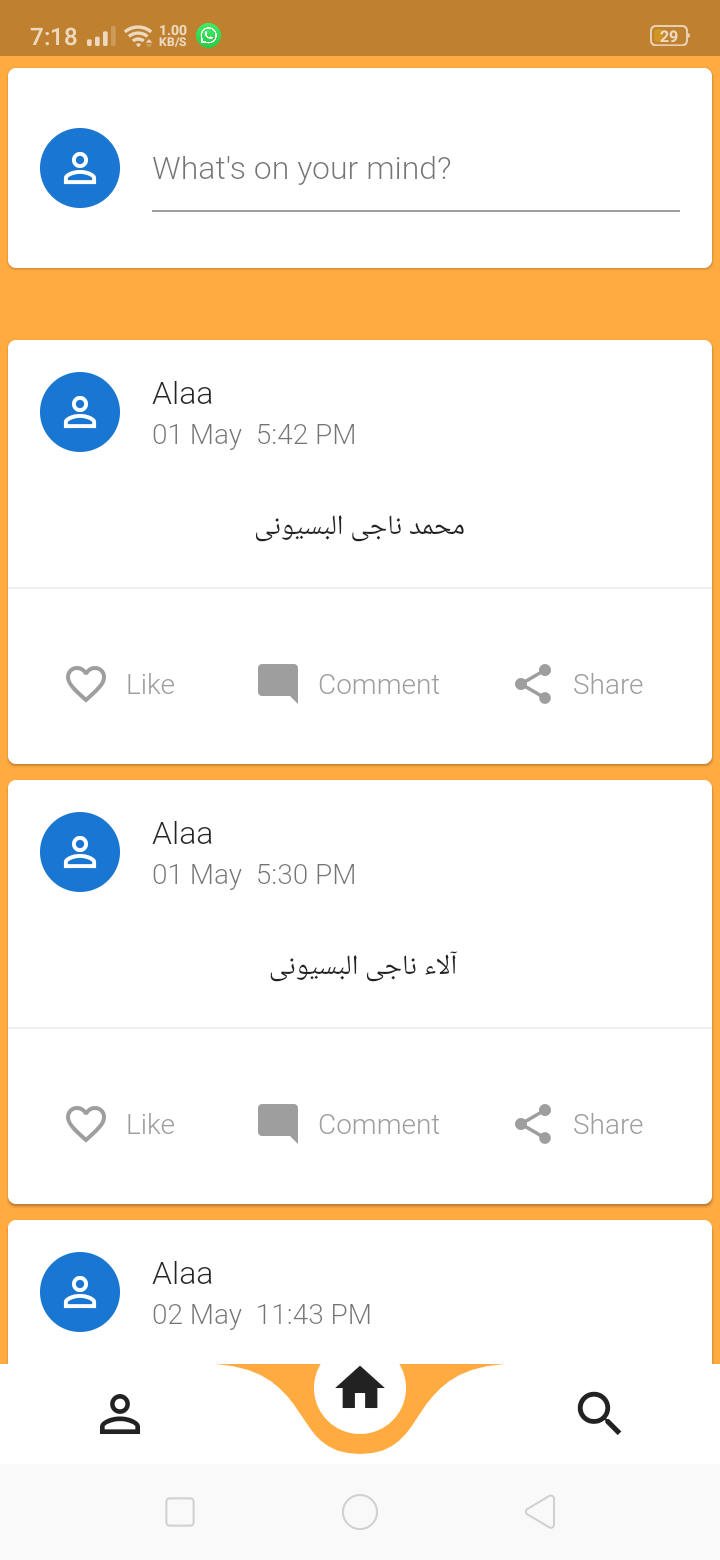 7:18 1.00 KB/S 29
What's on your mind?
Alaa
01 May 5:42 PM
محمد ناجى البسيونى
Like Comment Share
Alaa
01 May 5:30 PM
آلاء ناجى البسيونى
Like Comment Share
Alaa
02 May 11:43 PM